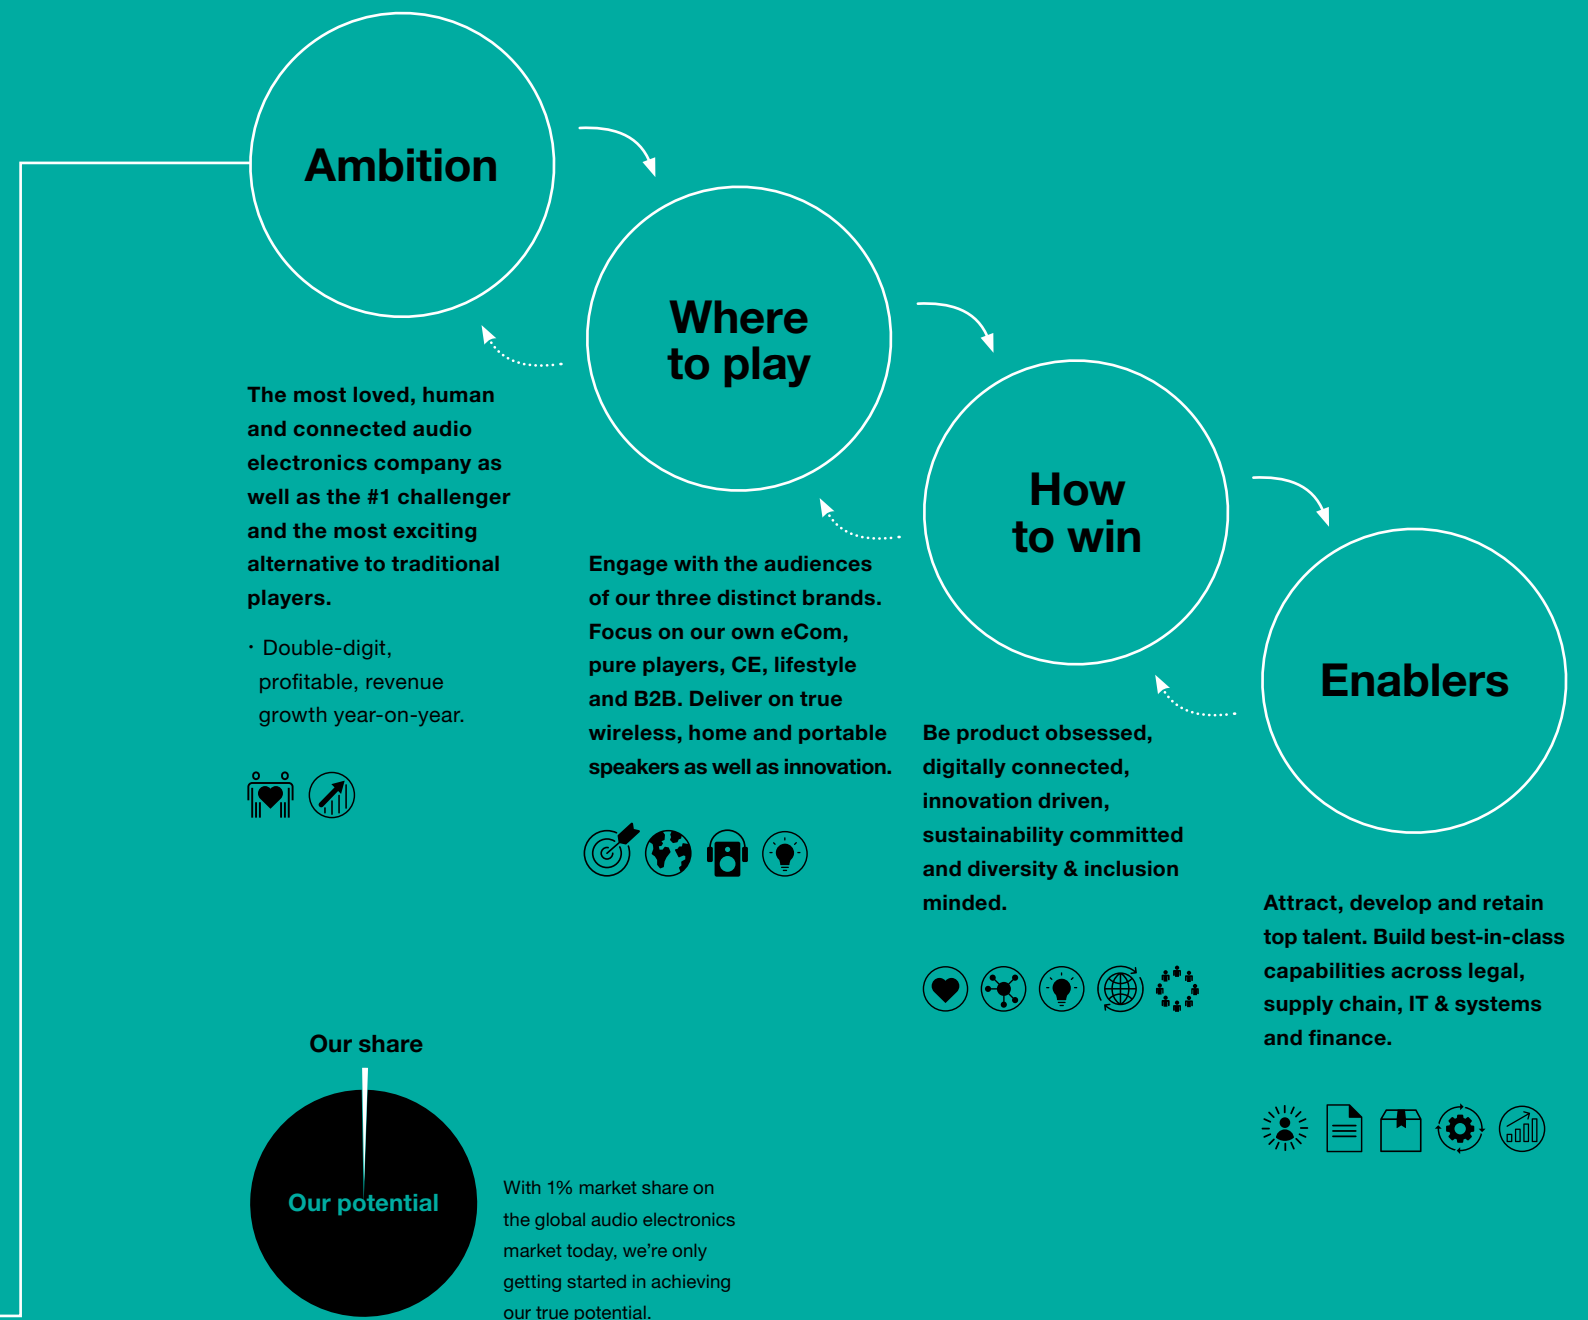 Ambition
The most loved, human
and connected audio
electronics company as
well as the #1 challenger
and the most exciting
alternative to traditional
players.
· Double-digit,
profitable, revenue
growth year-on-year.
Where
to play
Engage with the audiences
of our three distinct brands.
Focus on our own eCom,
pure players, CE, lifestyle
and B2B. Deliver on true
wireless, home and portable
speakers as well as innovation.
How
to win
Be product obsessed,
digitally connected,
innovation driven,
sustainability committed
and diversity & inclusion
minded.
Enablers
Attract, develop and retain
top talent. Build best-in-class
capabilities across legal,
supply chain, IT & systems
and finance.
Our share
Our potential
With 1% market share on
the global audio electronics
market today, we’re only
getting started in achieving
our true potential.